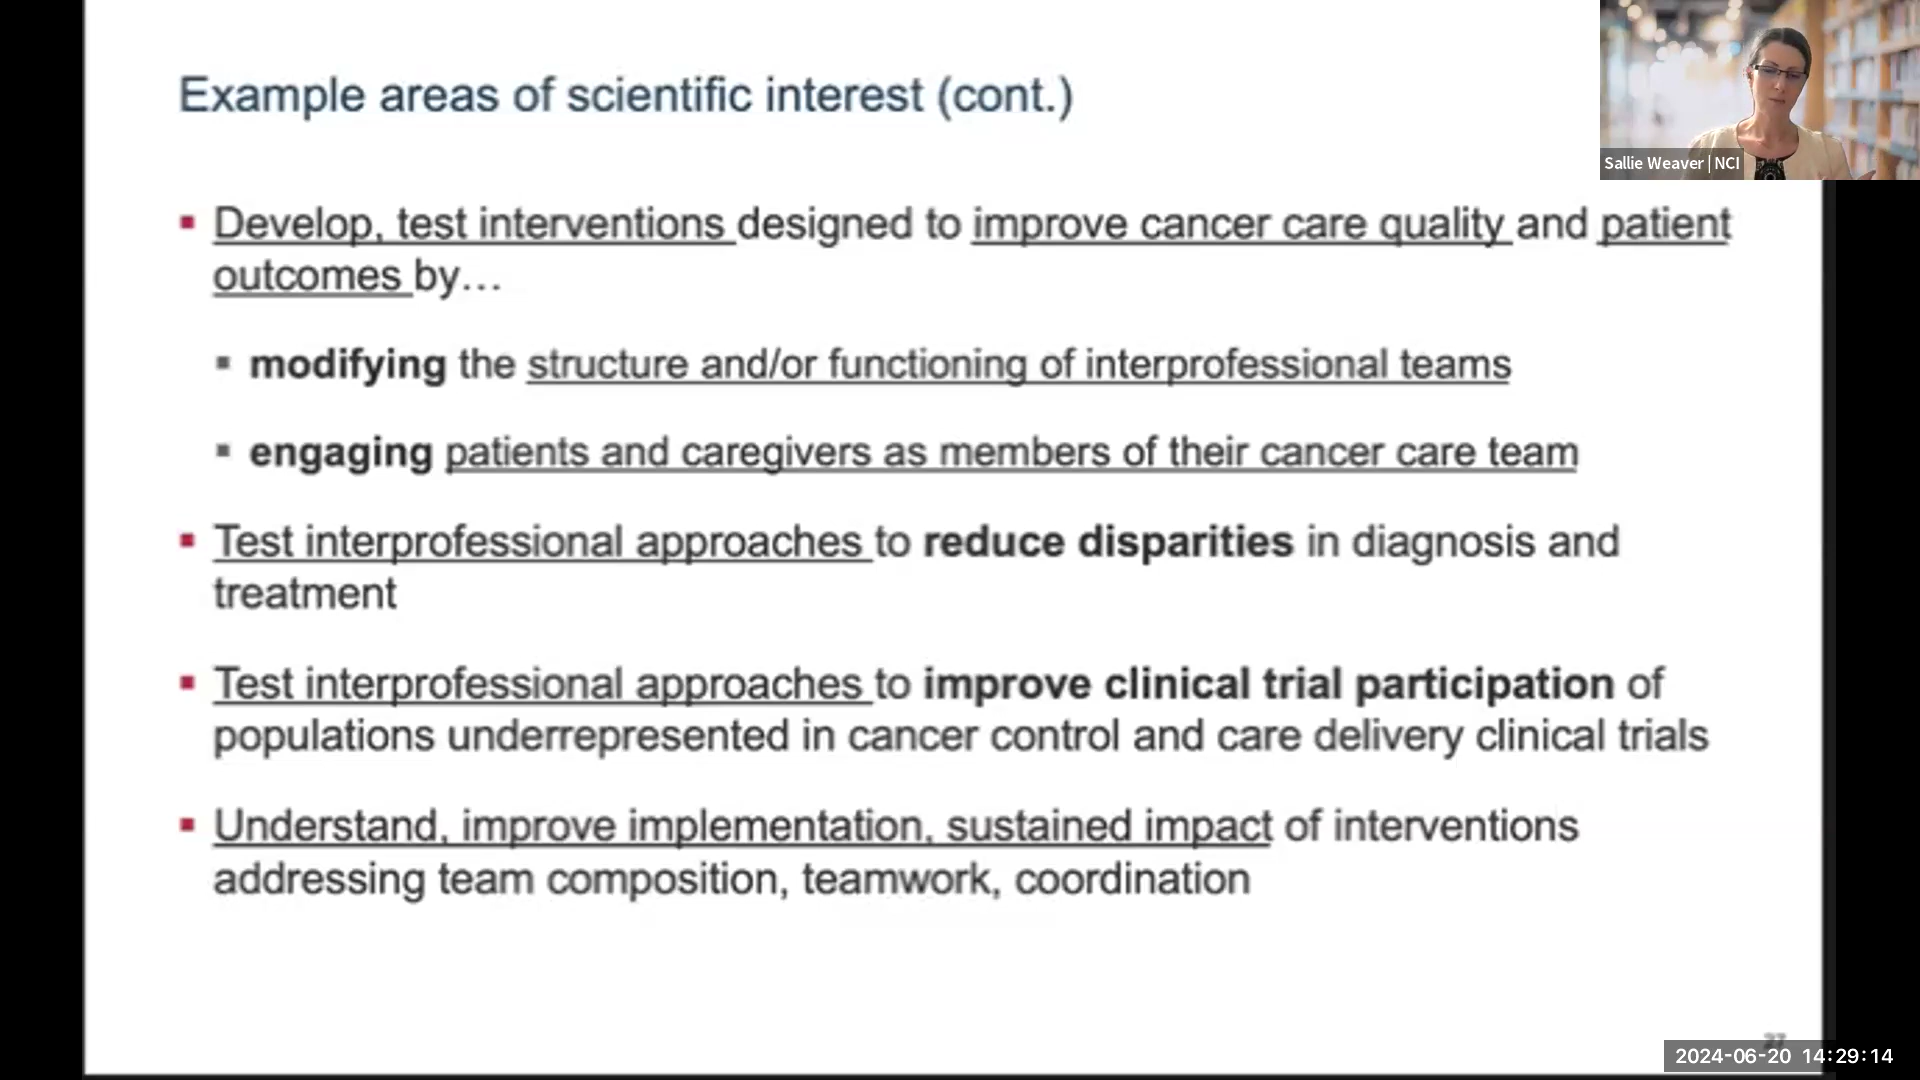 Example areas of scientific interest (cont.)
Sallie Weaver | NCI
▪ Develop, test interventions designed to improve cancer care quality and patient
outcomes by…
▪ modifying the structure and/or functioning of interprofessional teams
▪ engaging patients and caregivers as members of their cancer care team
▪ Test interprofessional approaches to reduce disparities in diagnosis and
treatment
▪ Test interprofessional approaches to improve clinical trial participation of
populations underrepresented in cancer control and care delivery clinical trials
▪ Understand, improve implementation, sustained impact of interventions
addressing team composition, teamwork, coordination
27
2024-06-20 14:29:14